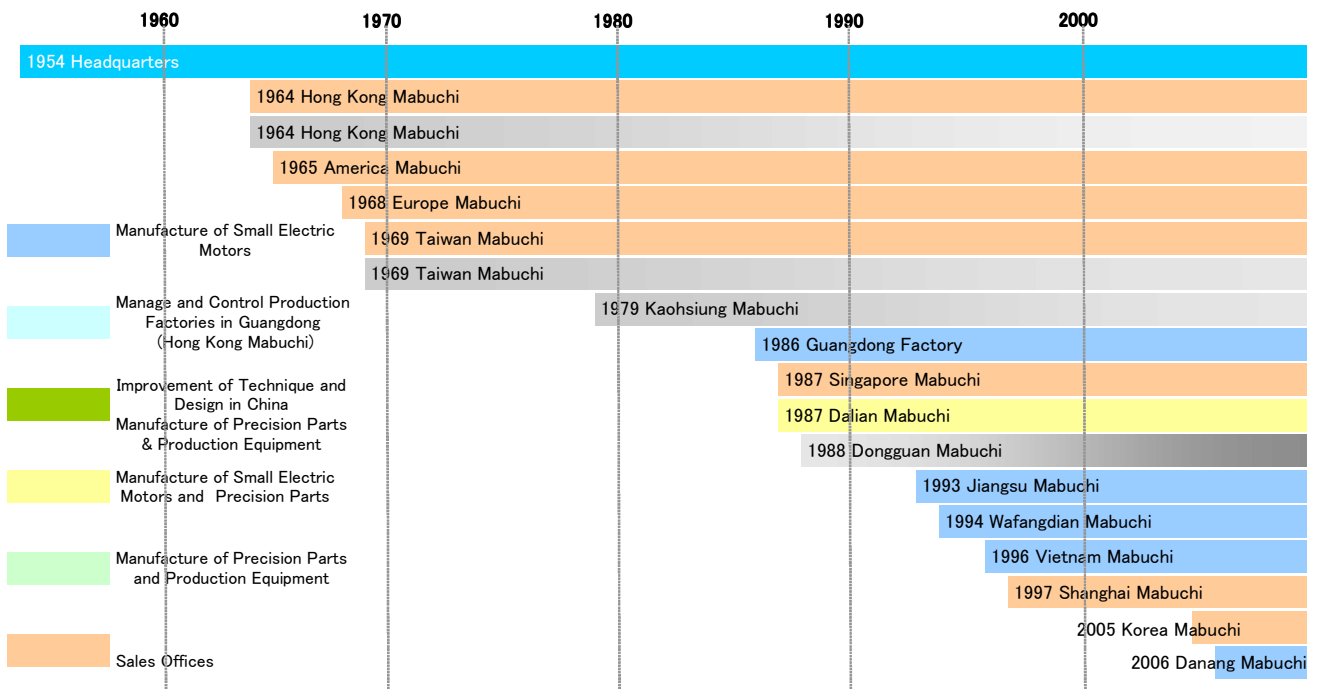 1960 1970 1980 1990 2000
1954 Headquarters
1964 Hong Kong Mabuchi
1964 Hong Kong Mabuchi
1965 America Mabuchi
1968 Europe Mabuchi
1969 Taiwan Mabuchi
1969 Taiwan Mabuchi
1979 Kaohsiung Mabuchi
1986 Guangdong Factory
1987 Singapore Mabuchi
1987 Dalian Mabuchi
1988 Dongguan Mabuchi
1993 Jiangsu Mabuchi
1994 Wafangdian Mabuchi
1996 Vietnam Mabuchi
1997 Shanghai Mabuchi
2005 Korea Mabuchi
2006 Danang Mabuchi
Manufacture of Small Electric
Motors
Manage and Control Production
Factories in Guangdong
(Hong Kong Mabuchi)
Improvement of Technique and
Design in China
Manufacture of Precision Parts
& Production Equipment
Manufacture of Small Electric
Motors and Precision Parts
Manufacture of Precision Parts
and Production Equipment
Sales Offices